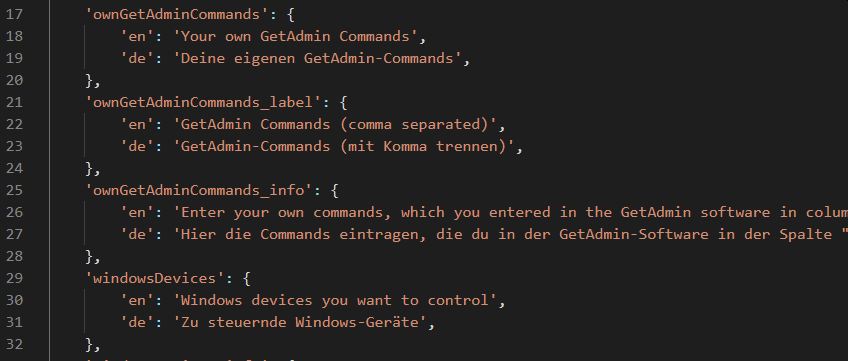 17 'ownGetAdminCommands': {
18 'en': 'Your own GetAdmin Commands',
19 'de': 'Deine eigenen GetAdmin-Commands',
20 },
21 'ownGetAdminCommands_label': {
22 'en': 'GetAdmin Commands (comma separated)',
23 'de': 'GetAdmin-Commands (mit Komma trennen)',
24 },
25 'ownGetAdminCommands_info': {
26 'en': 'Enter your own commands, which you entered in the GetAdmin software in colum
27 'de': 'Hier die Commands eintragen, die du in der GetAdmin-Software in der Spalte "
28 },
29 'windowsDevices': {
30 'en': 'Windows devices you want to control',
31 'de': 'Zu steuernde Windows-Geräte',
32 },